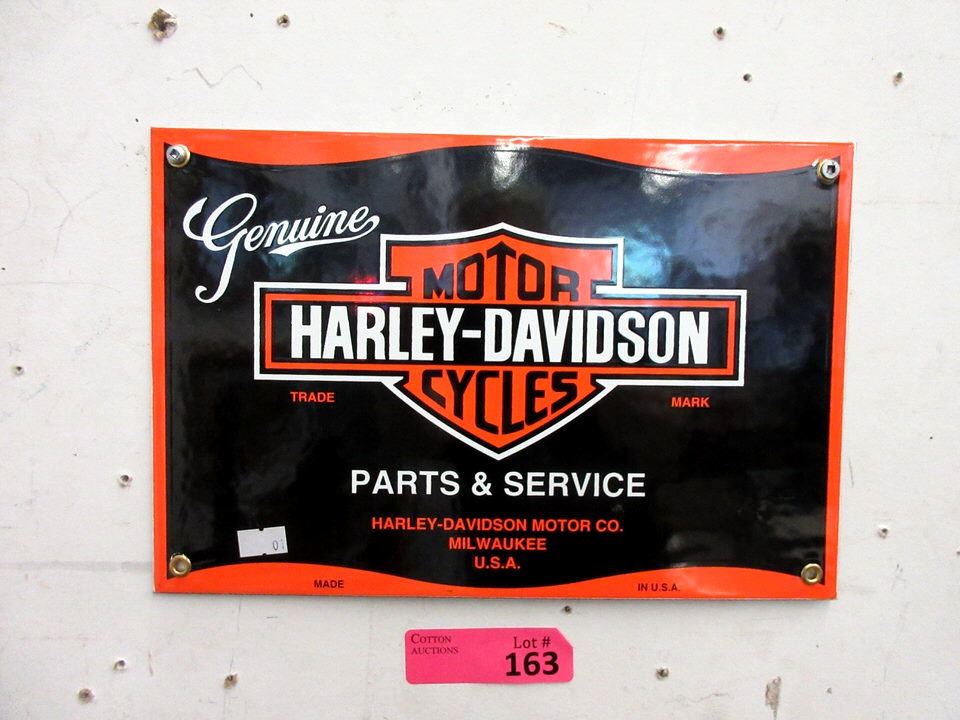 Genuine
MOTOR
HARLEY-DAVIDSON
CYCLES
TRADE MARK
PARTS & SERVICE
HARLEY-DAVIDSON MOTOR CO.
MILWAUKEE
U.S.A.
01
MADE IN U.S.A.
COTTON AUCTIONS
Lot #
163